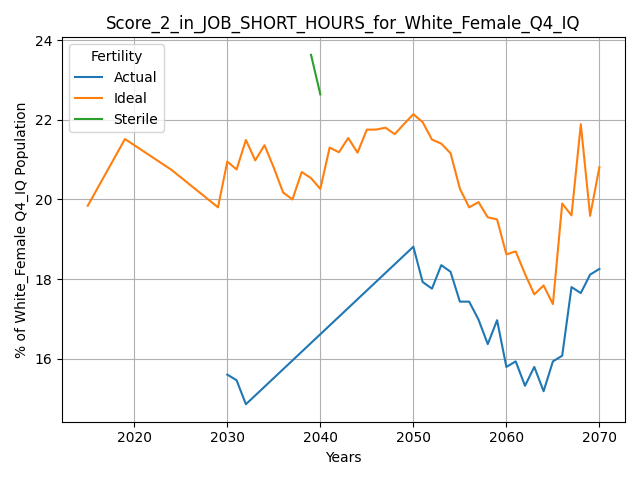 Score_2_in_JOB_SHORT_HOURS_for_White_Female_Q4_IQ
24
22
20
18
16
% of White_Female Q4_IQ Population
Fertility
Actual
Ideal
Sterile
2020 2030 2040 2050 2060 2070
Years